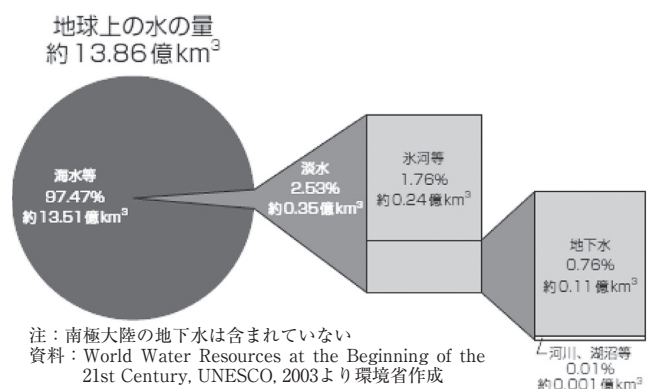 地球上の水の量
約13.86億km³
海水等
97.47%
約13.51億km³
淡水
2.53%
約0.35億km³
氷河等
1.76%
約0.24億km³
地下水
0.76%
約0.11億km³
河川、湖沼等
0.01%
約0.001億km³
注：南極大陸の地下水は含まれていない
資料：World Water Resources at the Beginning of the
21st Century, UNESCO, 2003より環境省作成